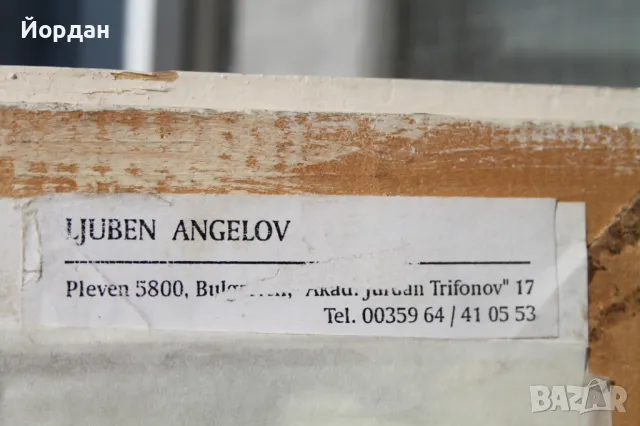 Йордан
LJUBEN ANGELOV
Pleven 5800, "Akad. Jurdan Trifonov" 17
Tel. 00359 64 / 41 05 53
BAZAR